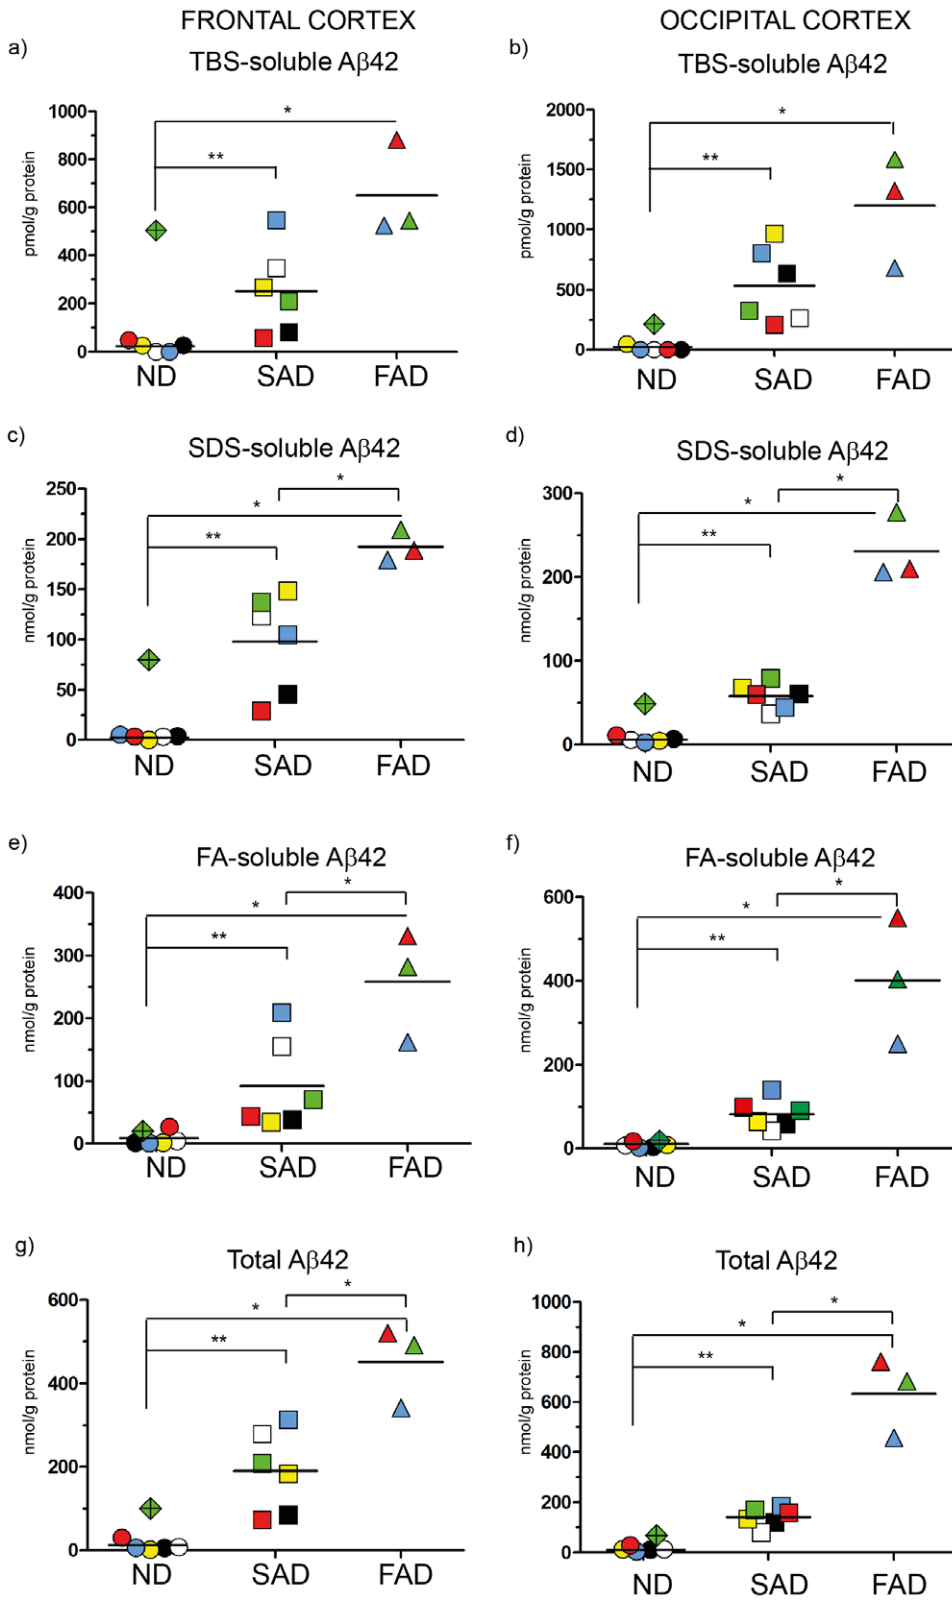 FRONTAL CORTEX
OCCIPITAL CORTEX
a)
TBS-soluble Aβ42
pmol/g protein
1000
800
600
400
200
0
*
**
ND
SAD
FAD
b)
TBS-soluble Aβ42
pmol/g protein
2000
1500
1000
500
0
*
**
ND
SAD
FAD
c)
SDS-soluble Aβ42
nmol/g protein
250
200
150
100
50
0
*
*
**
ND
SAD
FAD
d)
SDS-soluble Aβ42
nmol/g protein
300
200
100
0
*
*
**
ND
SAD
FAD
e)
FA-soluble Aβ42
nmol/g protein
400
300
200
100
0
*
*
**
ND
SAD
FAD
f)
FA-soluble Aβ42
nmol/g protein
600
400
200
0
*
*
**
ND
SAD
FAD
g)
Total Aβ42
nmol/g protein
600
400
200
0
*
*
**
ND
SAD
FAD
h)
Total Aβ42
nmol/g protein
1000
800
600
400
200
0
*
*
**
ND
SAD
FAD